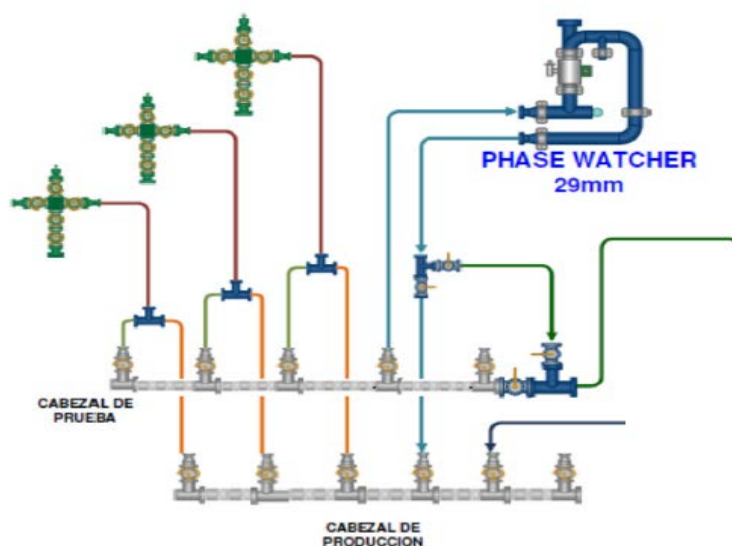 PHASE WATCHER
29mm
CABEZAL DE
PRUEBA
CABEZAL DE
PRODUCCION